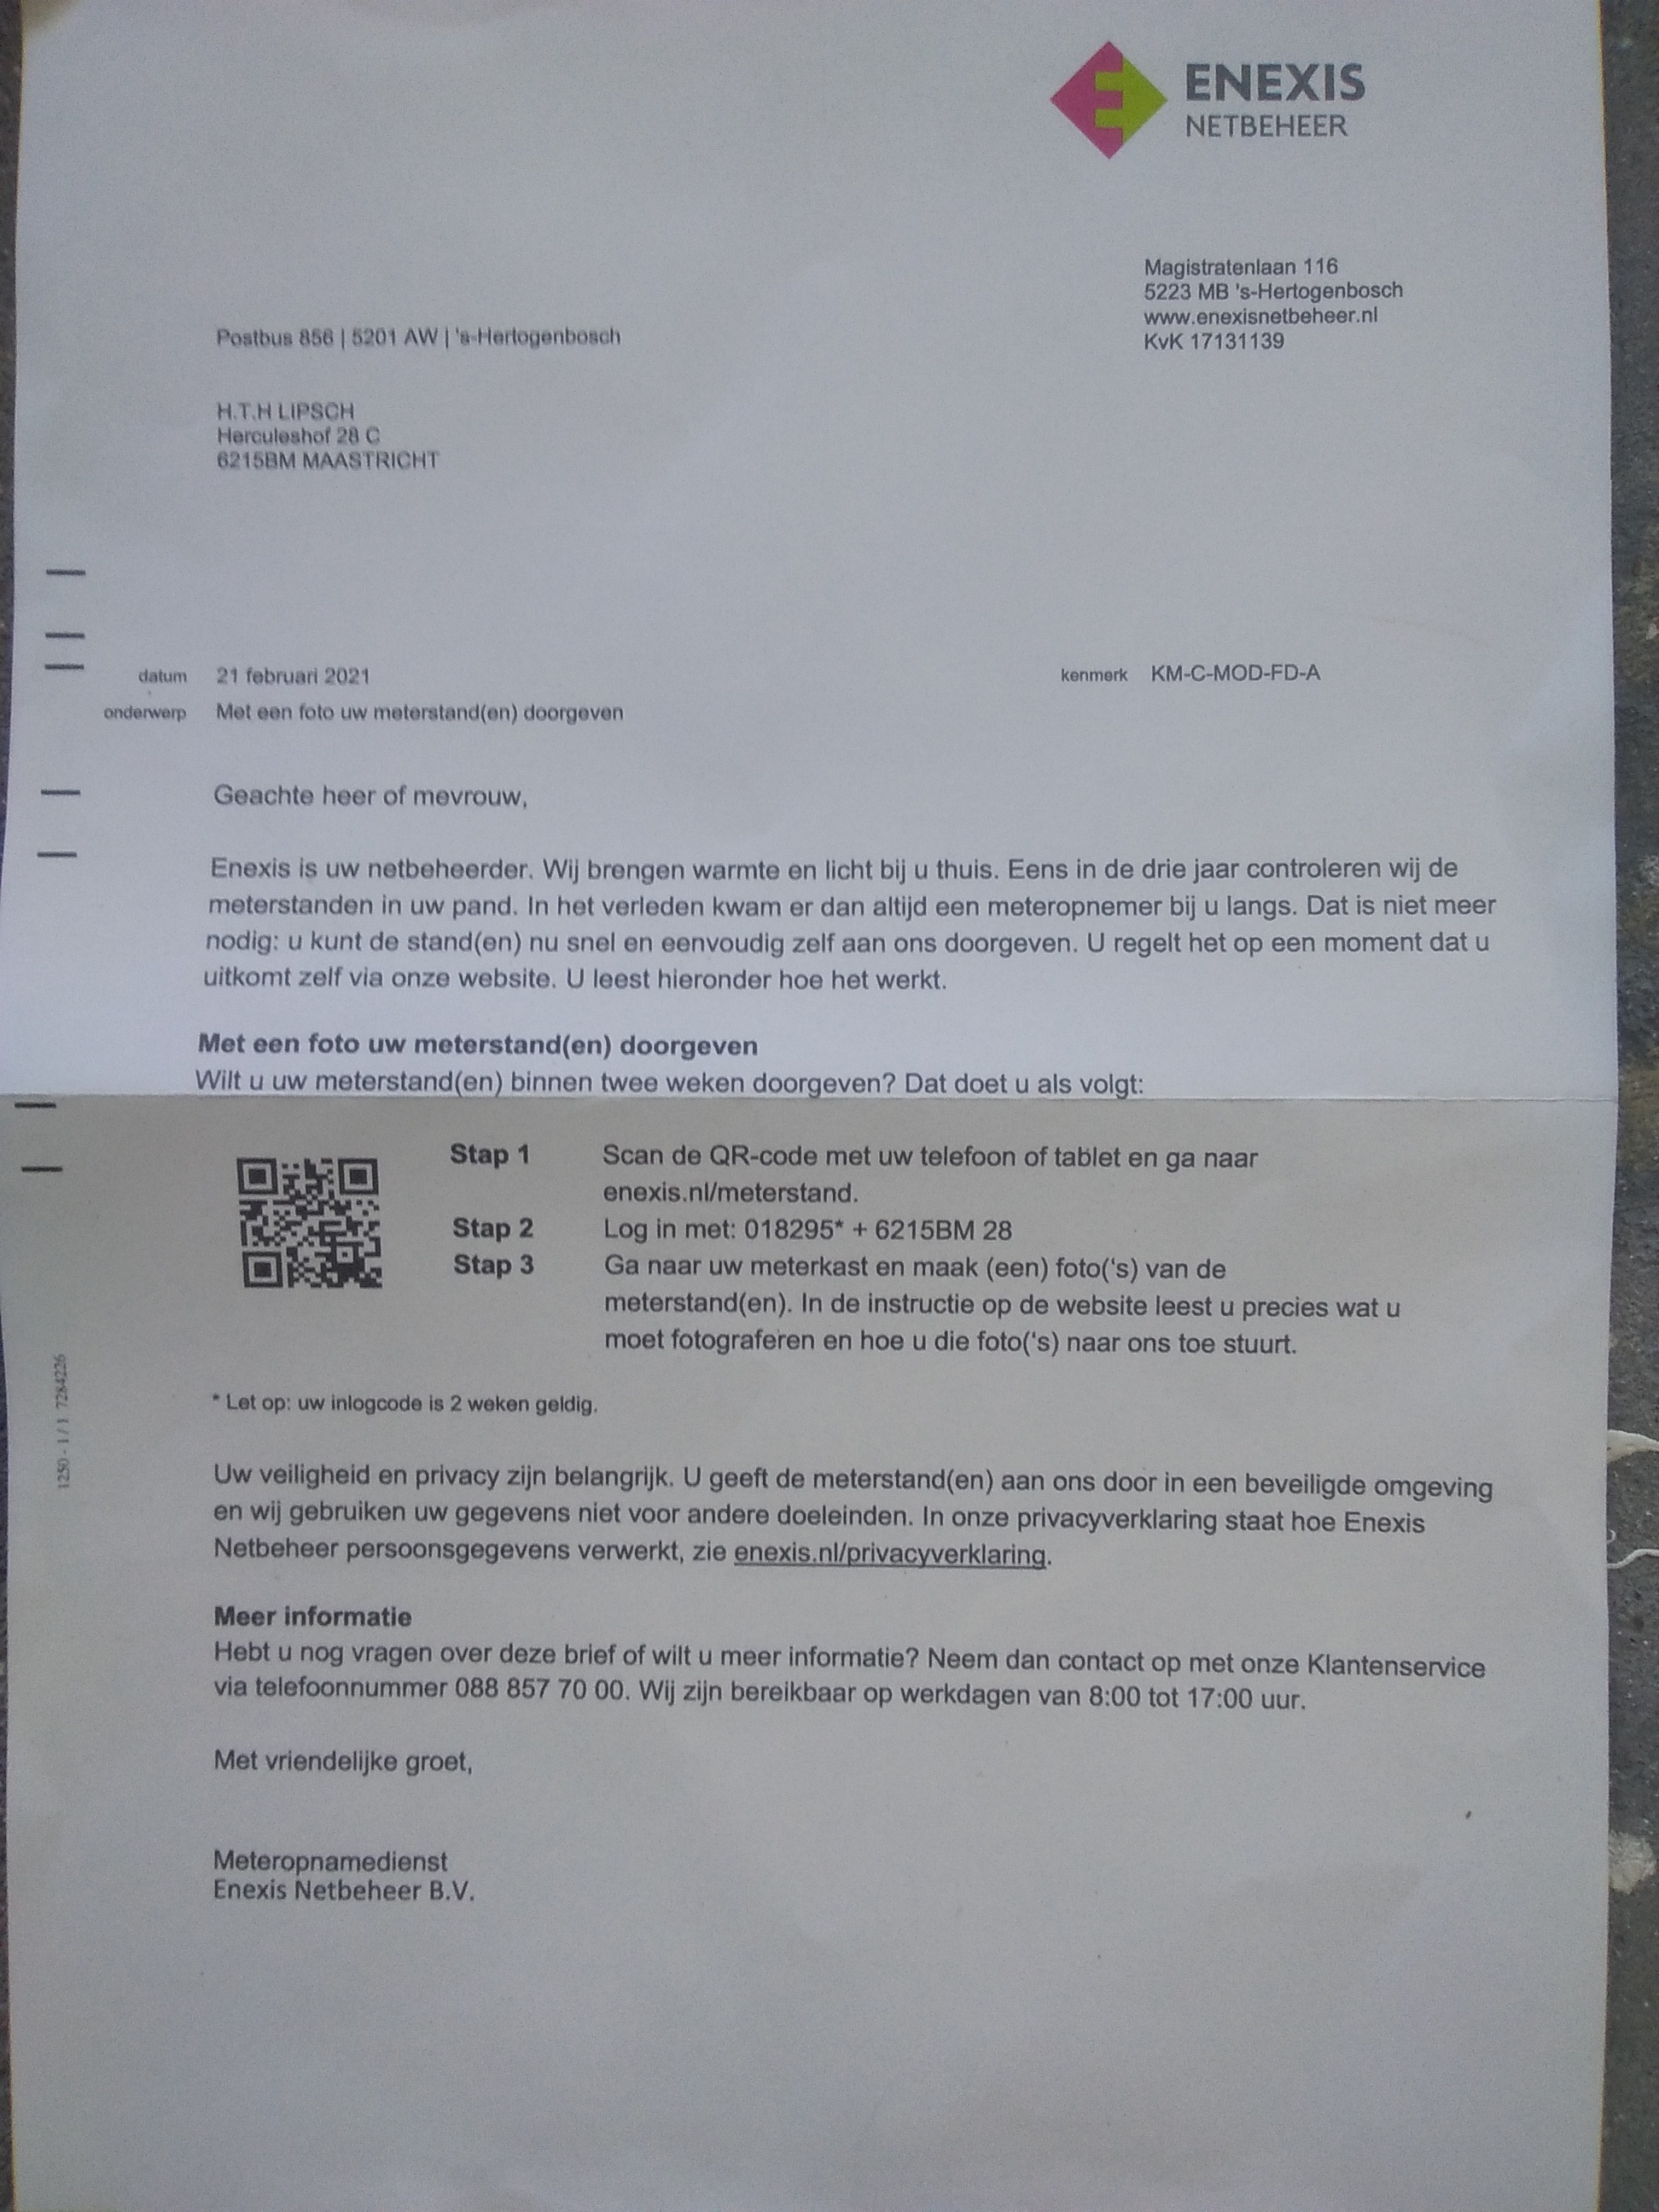 ENEXIS
NETBEHEER
Magistratenlaan 116
5223 MB 's-Hertogenbosch
www.enexisnetbeheer.nl
KvK 17131139
Postbus 856 | 5201 AW | 's-Hertogenbosch
H.T.H LIPSCH
Herculeshof 28 C
6215BM MAASTRICHT
datum 21 februari 2021 kenmerk KM-C-MOD-FD-A
onderwerp Met een foto uw meterstand(en) doorgeven
Geachte heer of mevrouw,
Enexis is uw netbeheerder. Wij brengen warmte en licht bij u thuis. Eens in de drie jaar controleren wij de
meterstanden in uw pand. In het verleden kwam er dan altijd een meteropnemer bij u langs. Dat is niet meer
nodig: u kunt de stand(en) nu snel en eenvoudig zelf aan ons doorgeven. U regelt het op een moment dat u
uitkomt zelf via onze website. U leest hieronder hoe het werkt.
Met een foto uw meterstand(en) doorgeven
Wilt u uw meterstand(en) binnen twee weken doorgeven? Dat doet u als volgt:
Stap 1 Scan de QR-code met uw telefoon of tablet en ga naar
enexis.nl/meterstand.
Stap 2 Log in met: 018295* + 6215BM 28
Stap 3 Ga naar uw meterkast en maak (een) foto('s) van de
meterstand(en). In de instructie op de website leest u precies wat u
moet fotograferen en hoe u die foto('s) naar ons toe stuurt.
* Let op: uw inlogcode is 2 weken geldig.
1250 - 1 / 1 7284226
Uw veiligheid en privacy zijn belangrijk. U geeft de meterstand(en) aan ons door in een beveiligde omgeving
en wij gebruiken uw gegevens niet voor andere doeleinden. In onze privacyverklaring staat hoe Enexis
Netbeheer persoonsgegevens verwerkt, zie enexis.nl/privacyverklaring.
Meer informatie
Hebt u nog vragen over deze brief of wilt u meer informatie? Neem dan contact op met onze Klantenservice
via telefoonnummer 088 857 70 00. Wij zijn bereikbaar op werkdagen van 8:00 tot 17:00 uur.
Met vriendelijke groet,
Meteropnamedienst
Enexis Netbeheer B.V.